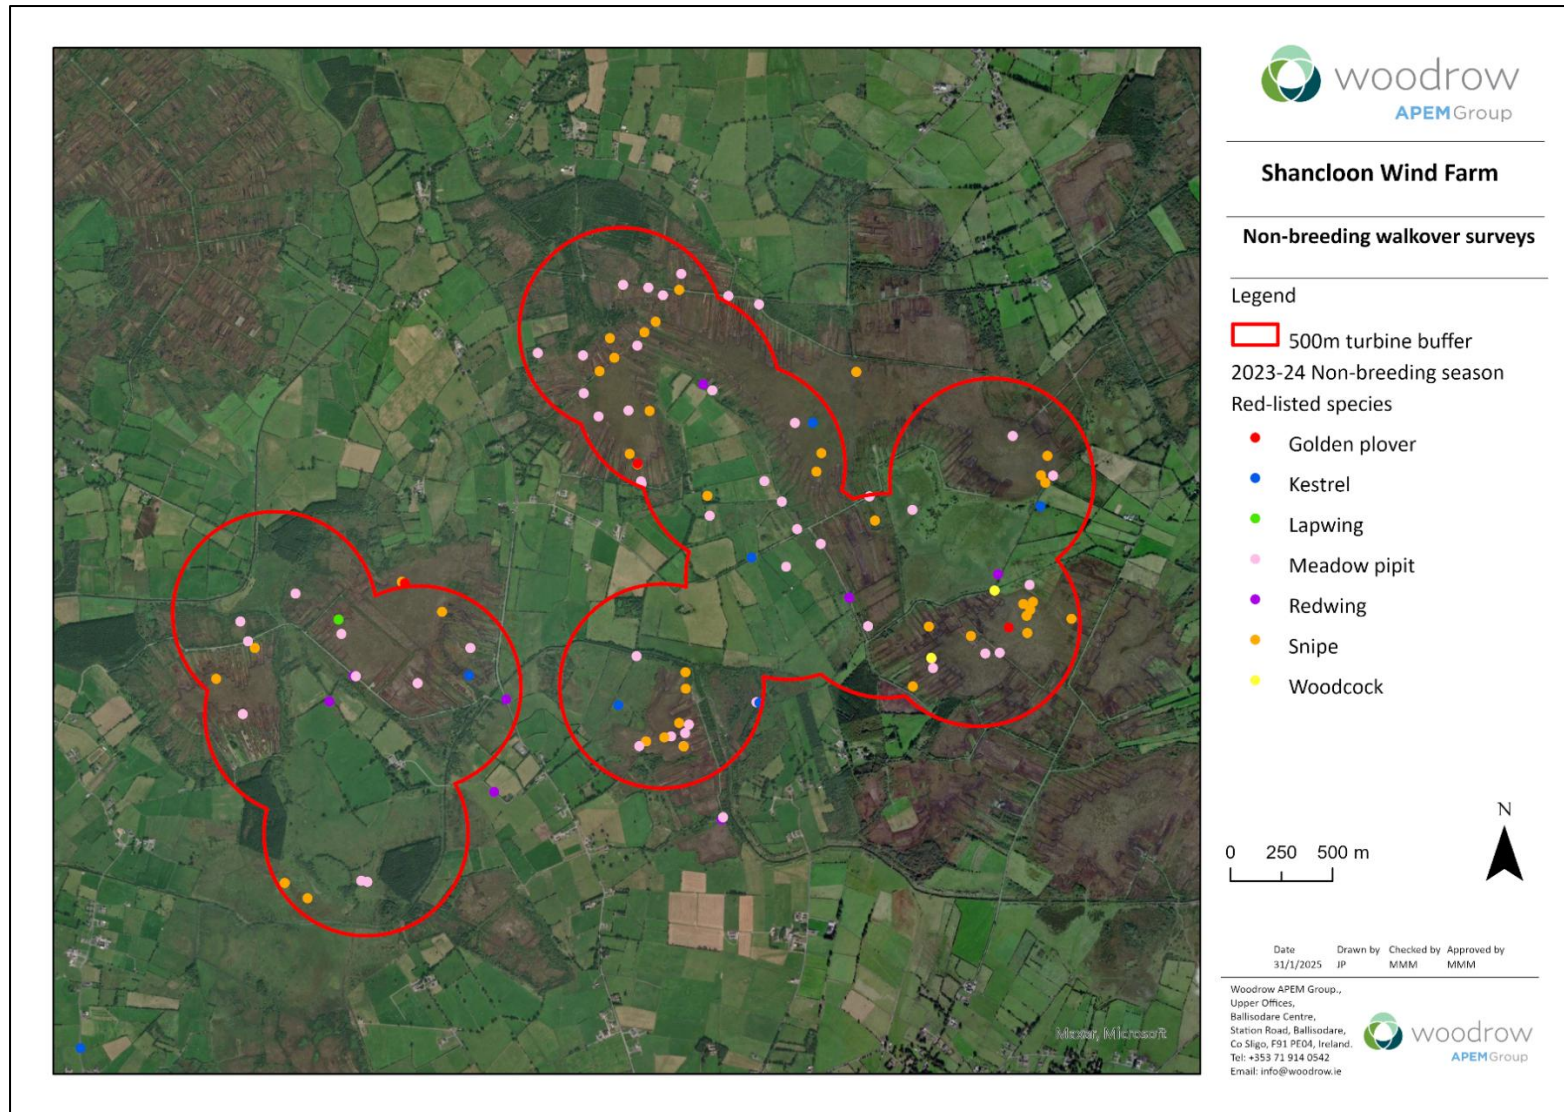 woodrow
APEMGroup
Shancloon Wind Farm
Non-breeding walkover surveys
Legend
500m turbine buffer
2023-24 Non-breeding season
Red-listed species
Golden plover
Kestrel
Lapwing
Meadow pipit
Redwing
Snipe
Woodcock
N
0 250 500 m
Date Drawn by Checked by Approved by
31/1/2025 JP MMM MMM
Woodrow APEM Group.,
Upper Offices,
Ballisodare Centre,
Station Road, Ballisodare,
Co Sligo, F91 PE04, Ireland.
Tel: +353 71 914 0542
Email: info@woodrow.ie
woodrow
APEMGroup
Maxar, Microsoft